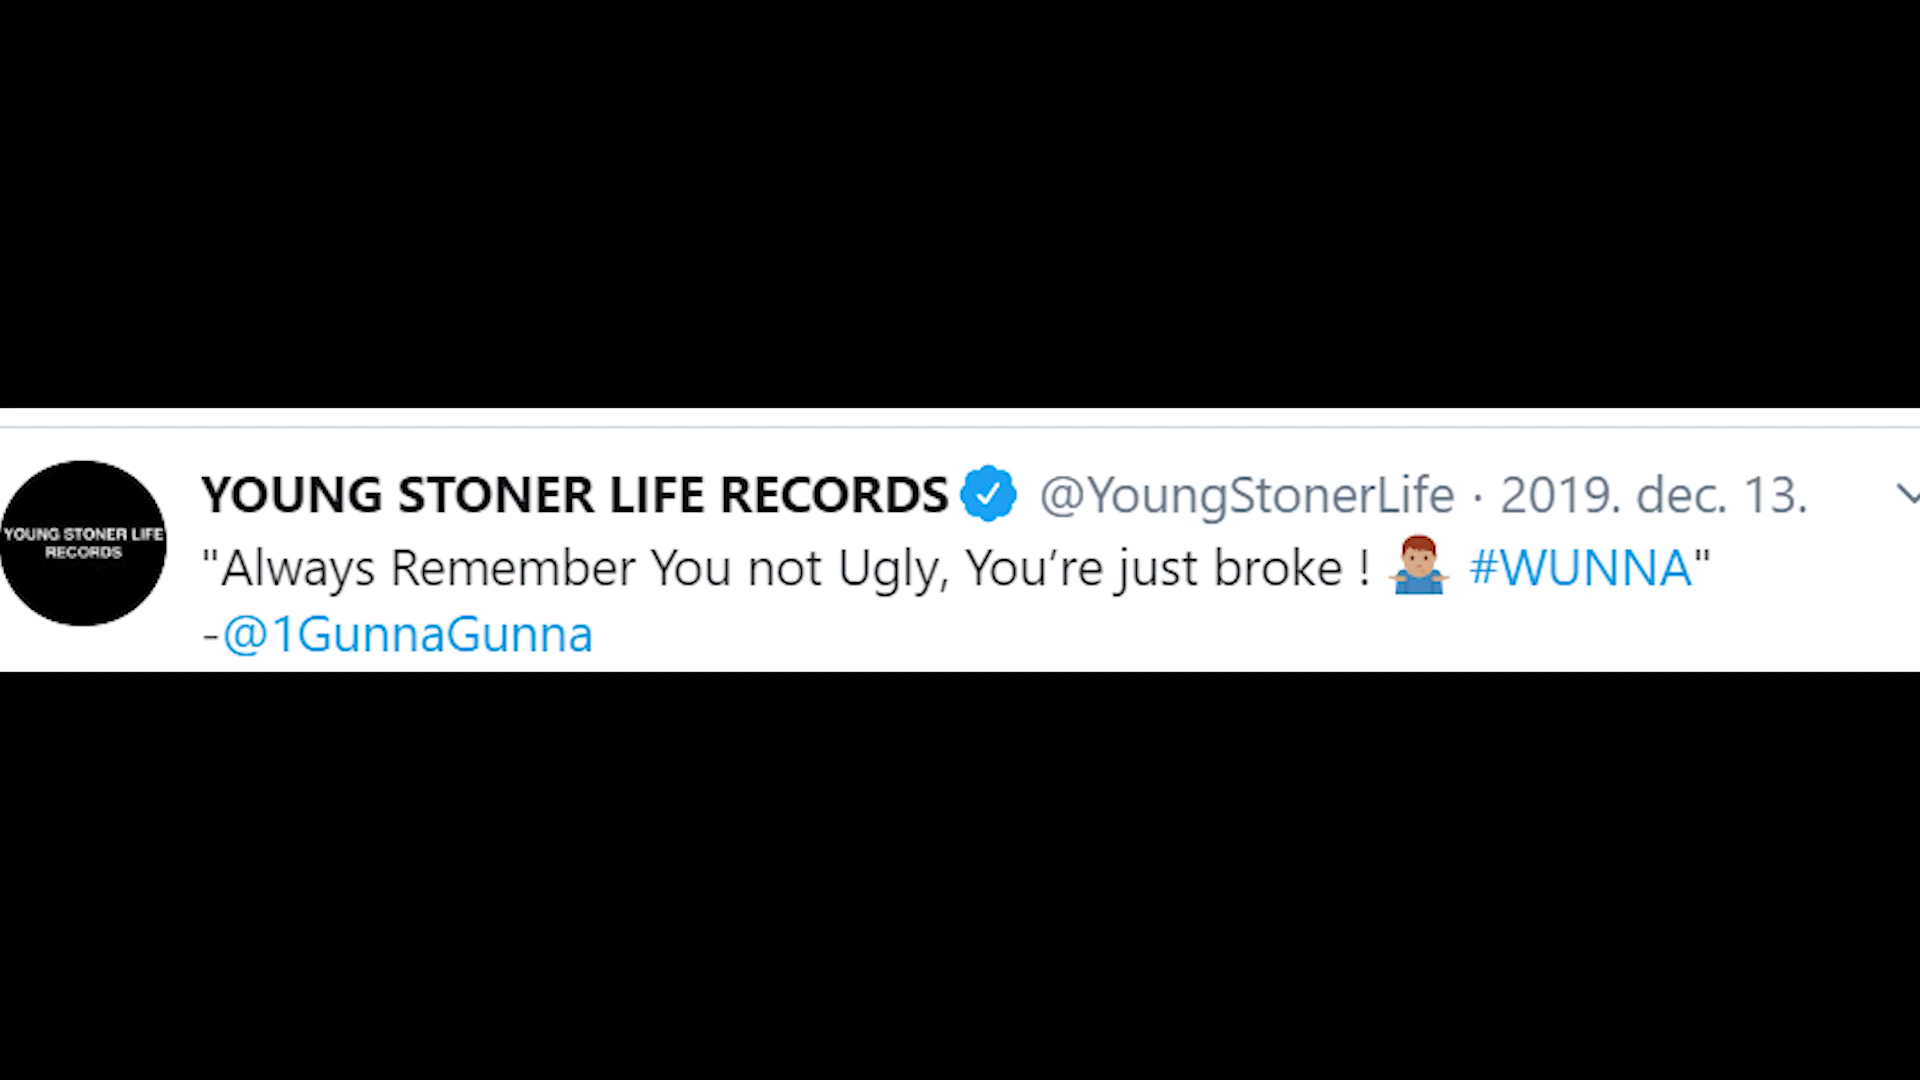 YOUNG STONER LIFE RECORDS @YoungStonerLife · 2019. dec. 13.
YOUNG STONER LIFE
RECORDS
"Always Remember You not Ugly, You’re just broke ! 🤷🏽‍♂️ #WUNNA"
-@1GunnaGunna